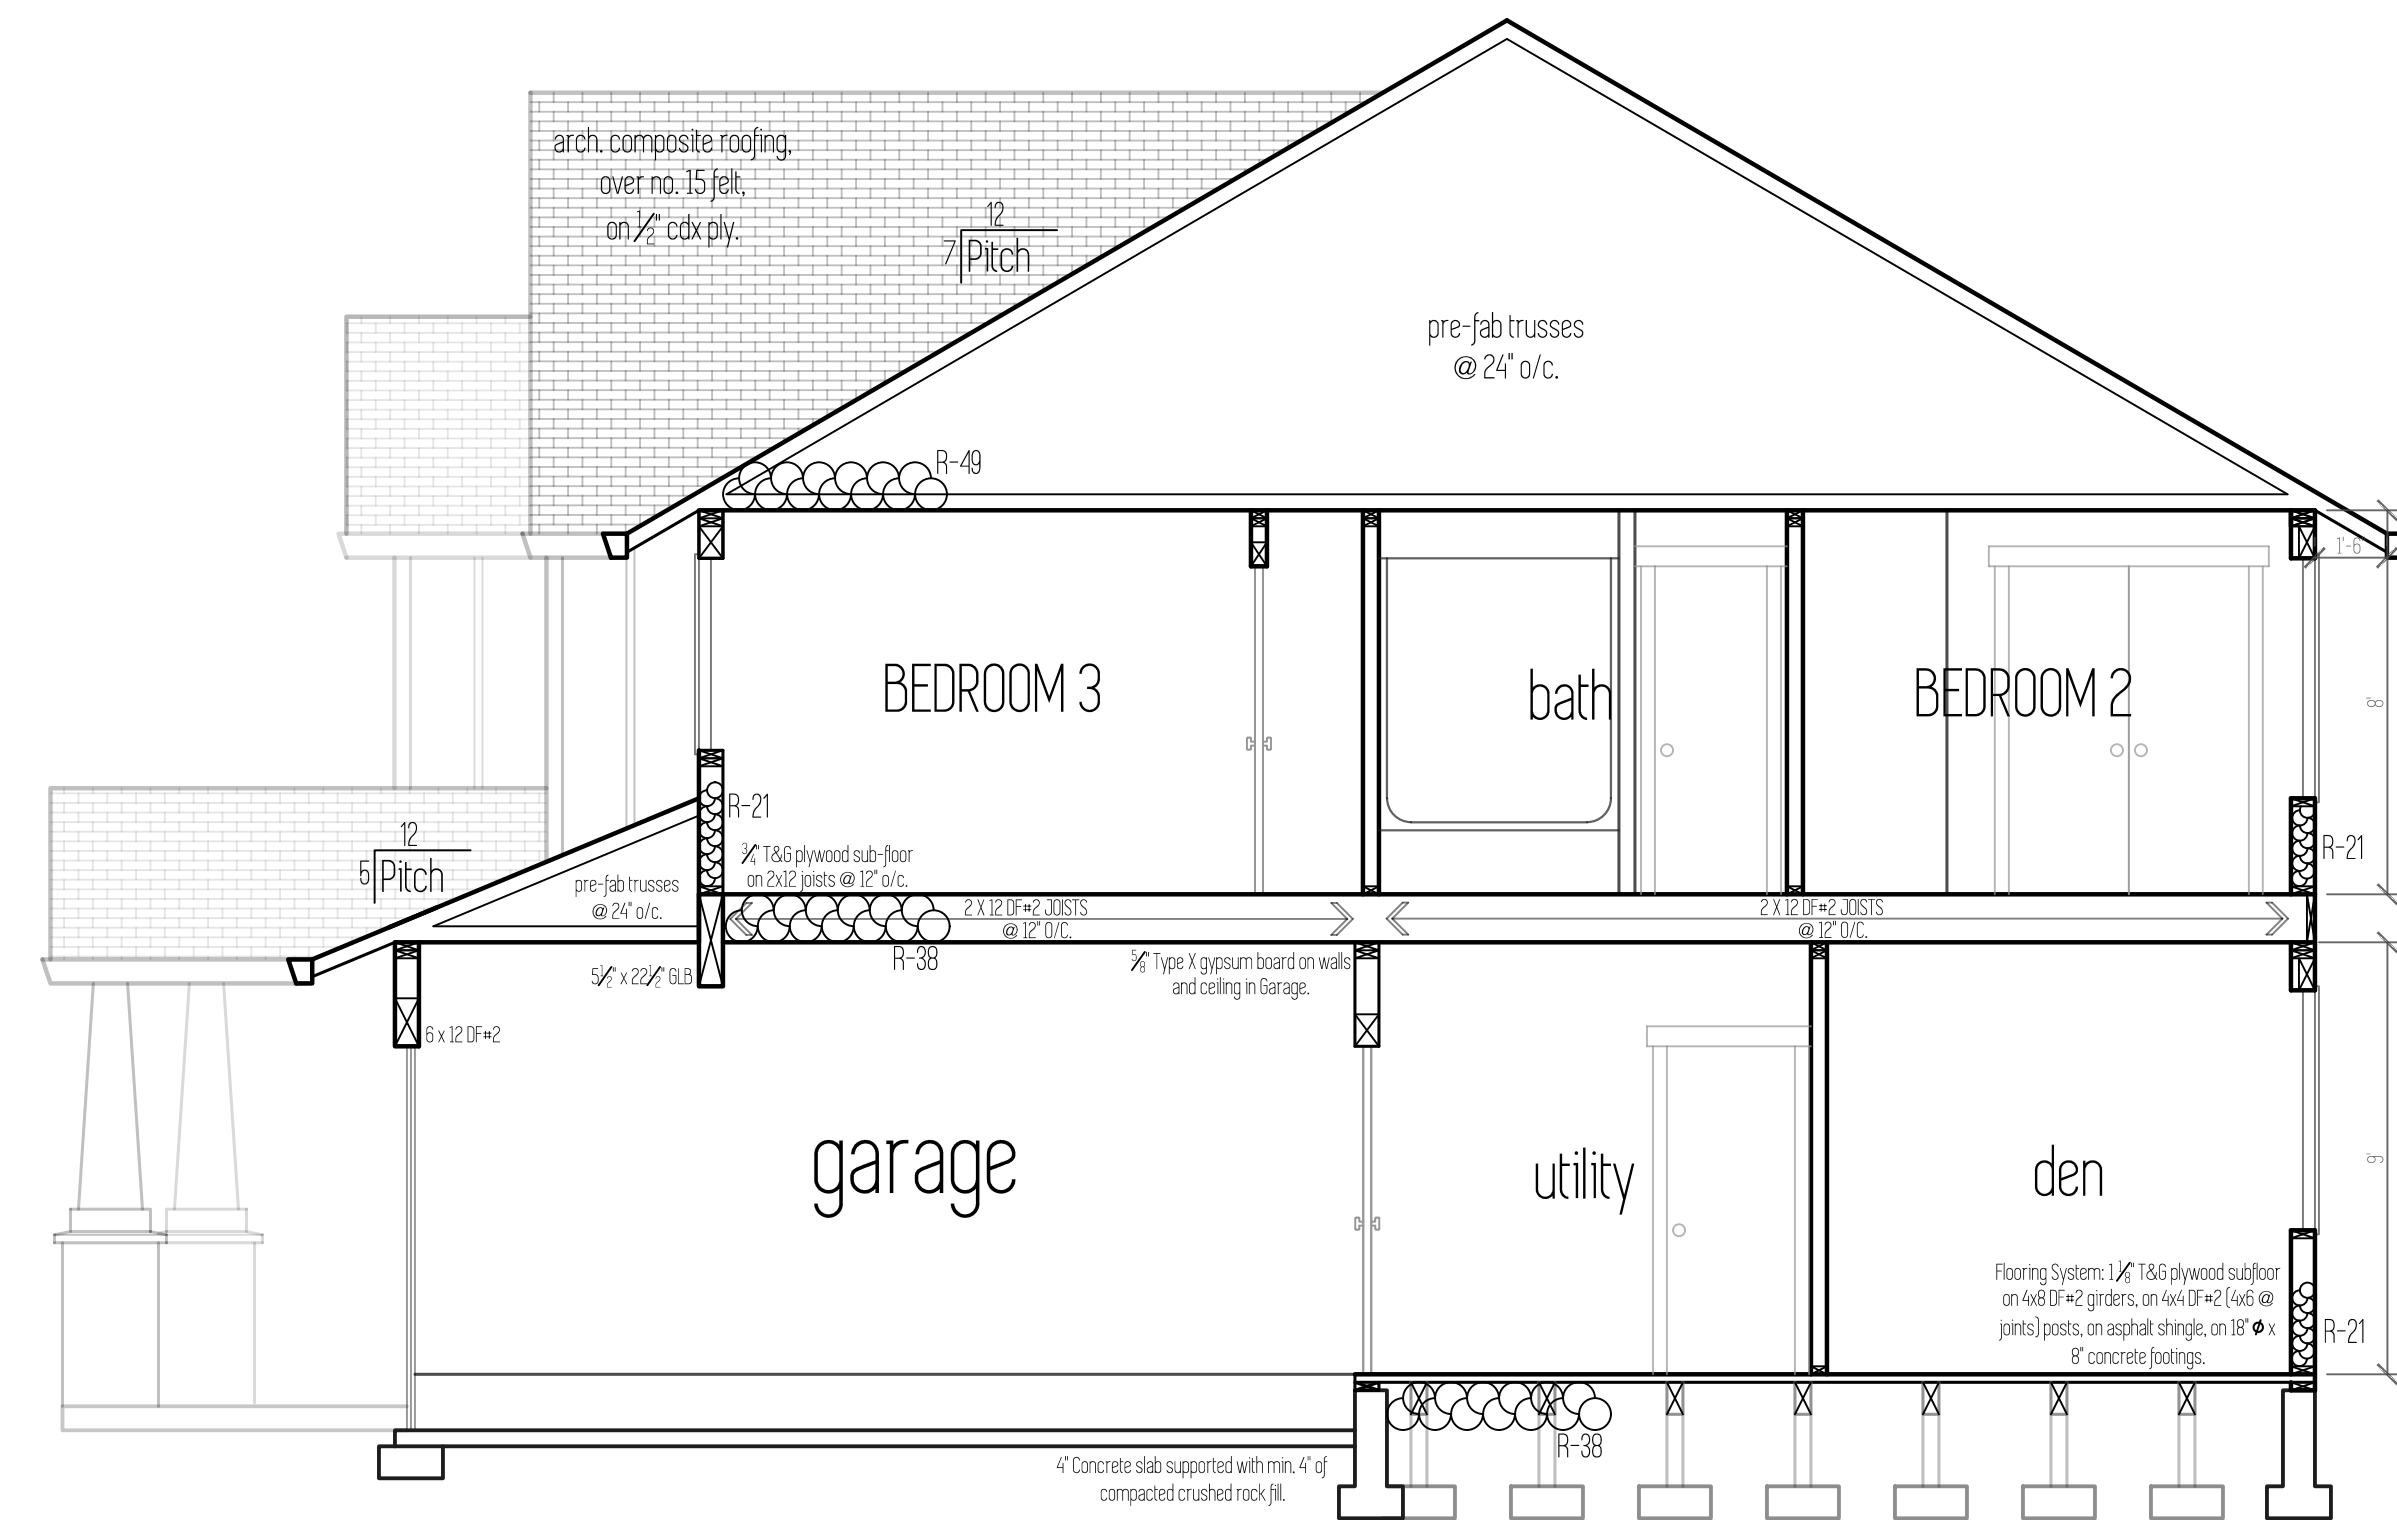 arch. composite roofing,
over no. 15 felt,
on 1/2" cdx ply.
12
7 Pitch
pre-fab trusses
@ 24" o/c.
R-49
1'-6"
BEDROOM 3
bath
BEDROOM 2
8'
R-21
R-21
12
5 Pitch
3/4" T&G plywood sub-floor
on 2x12 joists @ 12" o/c.
pre-fab trusses
@ 24" o/c.
2 X 12 DF#2 JOISTS
@ 12" O/C.
2 X 12 DF#2 JOISTS
@ 12" O/C.
R-38
5 1/2" x 22 1/2" GLB
5/8" Type X gypsum board on walls
and ceiling in Garage.
6 x 12 DF#2
garage
utility
den
9'
Flooring System: 1 1/8" T&G plywood subfloor
on 4x8 DF#2 girders, on 4x4 DF#2 (4x6 @
joints) posts, on asphalt shingle, on 18" ϕ x
8" concrete footings.
R-21
R-38
4" Concrete slab supported with min. 4" of
compacted crushed rock fill.